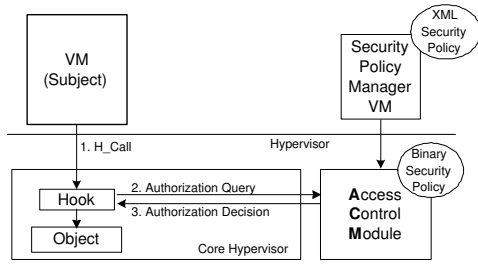 VM
(Subject)
Security
Policy
Manager
VM
XML
Security
Policy
1. H_Call
Hypervisor
Hook
Object
2. Authorization Query
3. Authorization Decision
Core Hypervisor
Access
Control
Module
Binary
Security
Policy